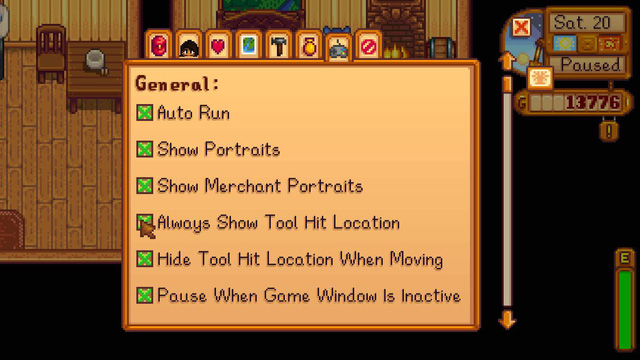 Sat. 20
Paused
G 13776
General:
Auto Run
Show Portraits
Show Merchant Portraits
Always Show Tool Hit Location
Hide Tool Hit Location When Moving
Pause When Game Window Is Inactive
E